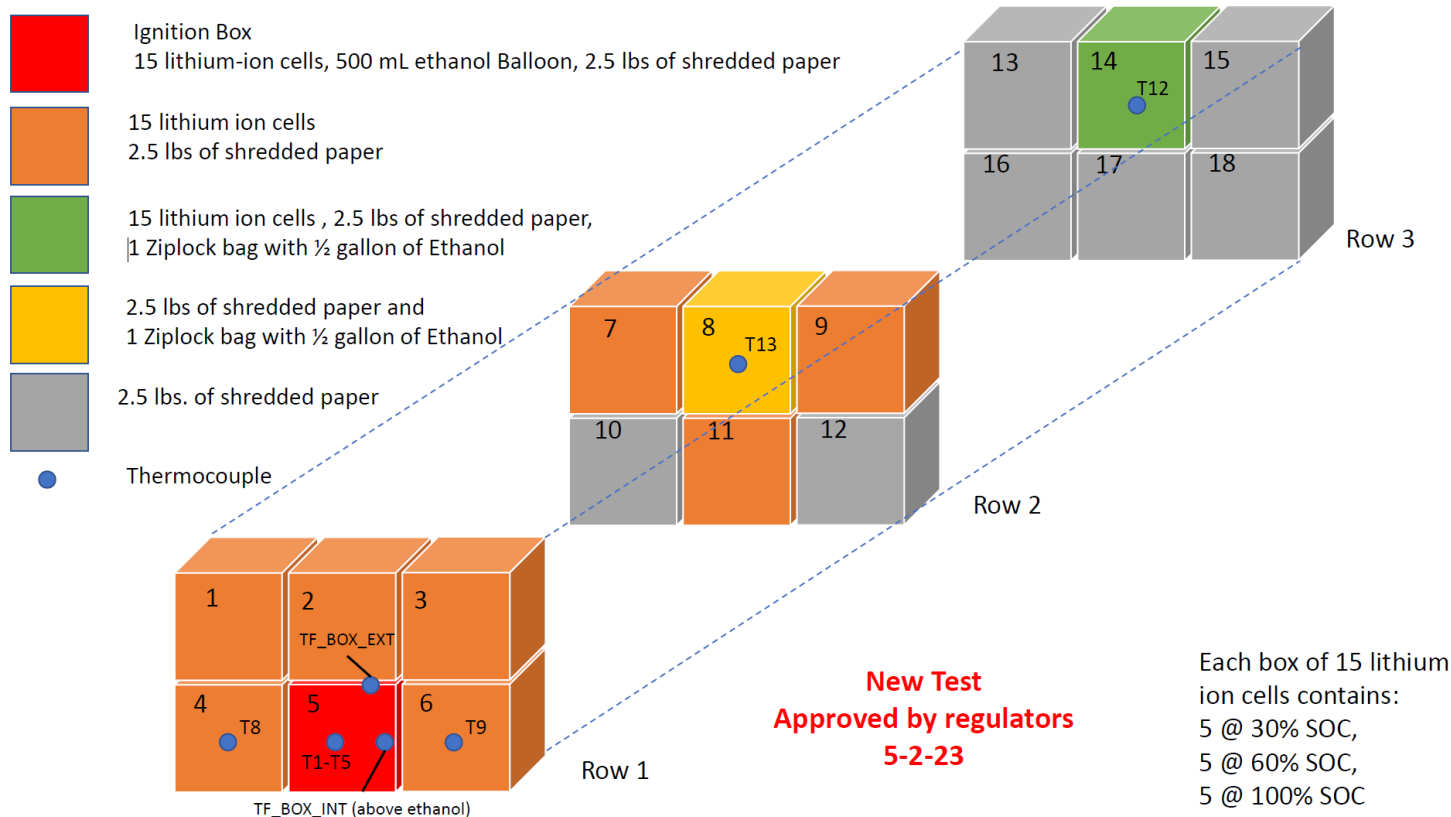 Ignition Box
15 lithium-ion cells, 500 mL ethanol Balloon, 2.5 lbs of shredded paper
15 lithium ion cells
2.5 lbs of shredded paper
15 lithium ion cells , 2.5 lbs of shredded paper,
1 Ziplock bag with ½ gallon of Ethanol
2.5 lbs of shredded paper and
1 Ziplock bag with ½ gallon of Ethanol
2.5 lbs. of shredded paper
Thermocouple
13
14
15
T12
16
17
18
Row 3
7
8
9
T13
10
11
12
Row 2
1
2
3
TF_BOX_EXT
4
5
6
T8
T9
T1-T5
Row 1
TF_BOX_INT (above ethanol)
New Test
Approved by regulators
5-2-23
Each box of 15 lithium
ion cells contains:
5 @ 30% SOC,
5 @ 60% SOC,
5 @ 100% SOC